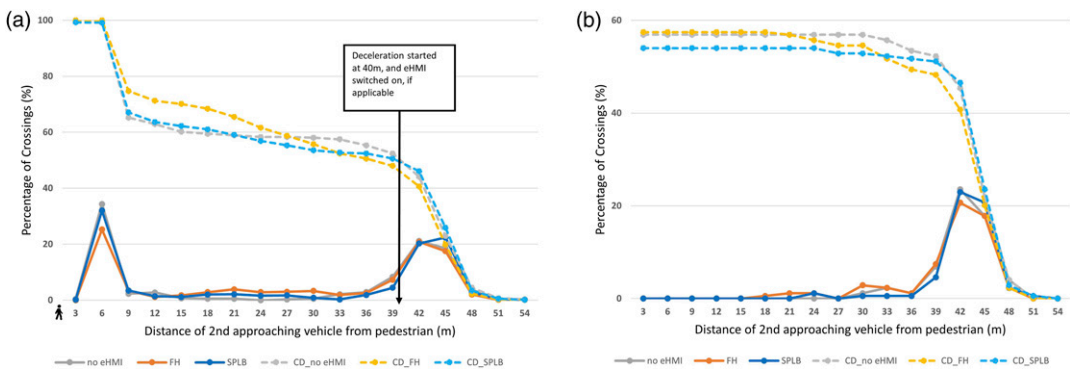 (a)
100
80
60
40
20
0
Percentage of Crossings (%)
Deceleration started
at 40m, and eHMI
switched on, if
applicable
3 6 9 12 15 18 21 24 27 30 33 36 39 42 45 48 51 54
Distance of 2nd approaching vehicle from pedestrian (m)
no eHMI FH SPLB CD_no eHMI CD_FH CD_SPLB
(b)
60
40
20
0
Percentage of Crossings (%)
3 6 9 12 15 18 21 24 27 30 33 36 39 42 45 48 51 54
Distance of 2nd approaching vehicle from pedestrian (m)
no eHMI FH SPLB CD_no eHMI CD_FH CD_SPLB